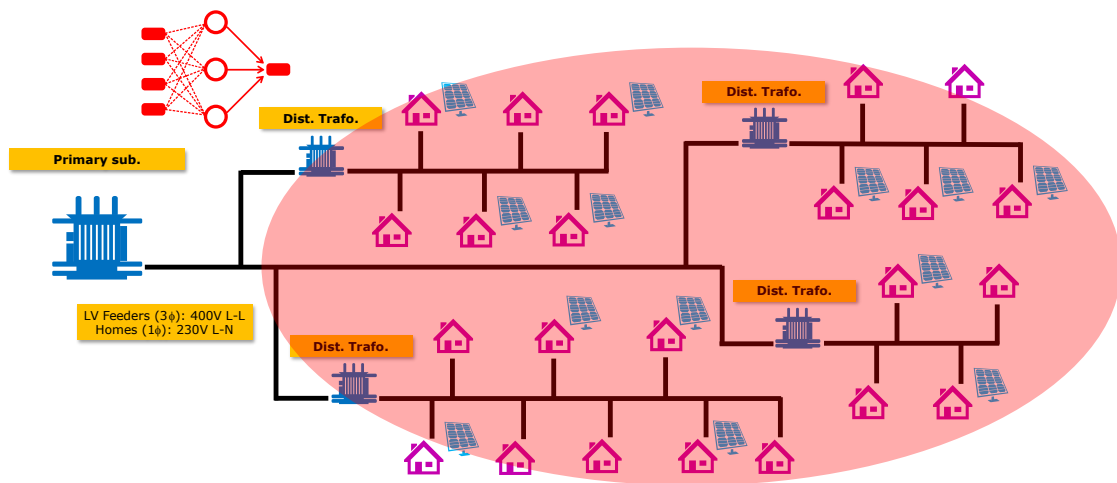 Dist. Trafo.
Dist. Trafo.
Primary sub.
Dist. Trafo.
LV Feeders (3ϕ): 400V L-L
Homes (1ϕ): 230V L-N
Dist. Trafo.